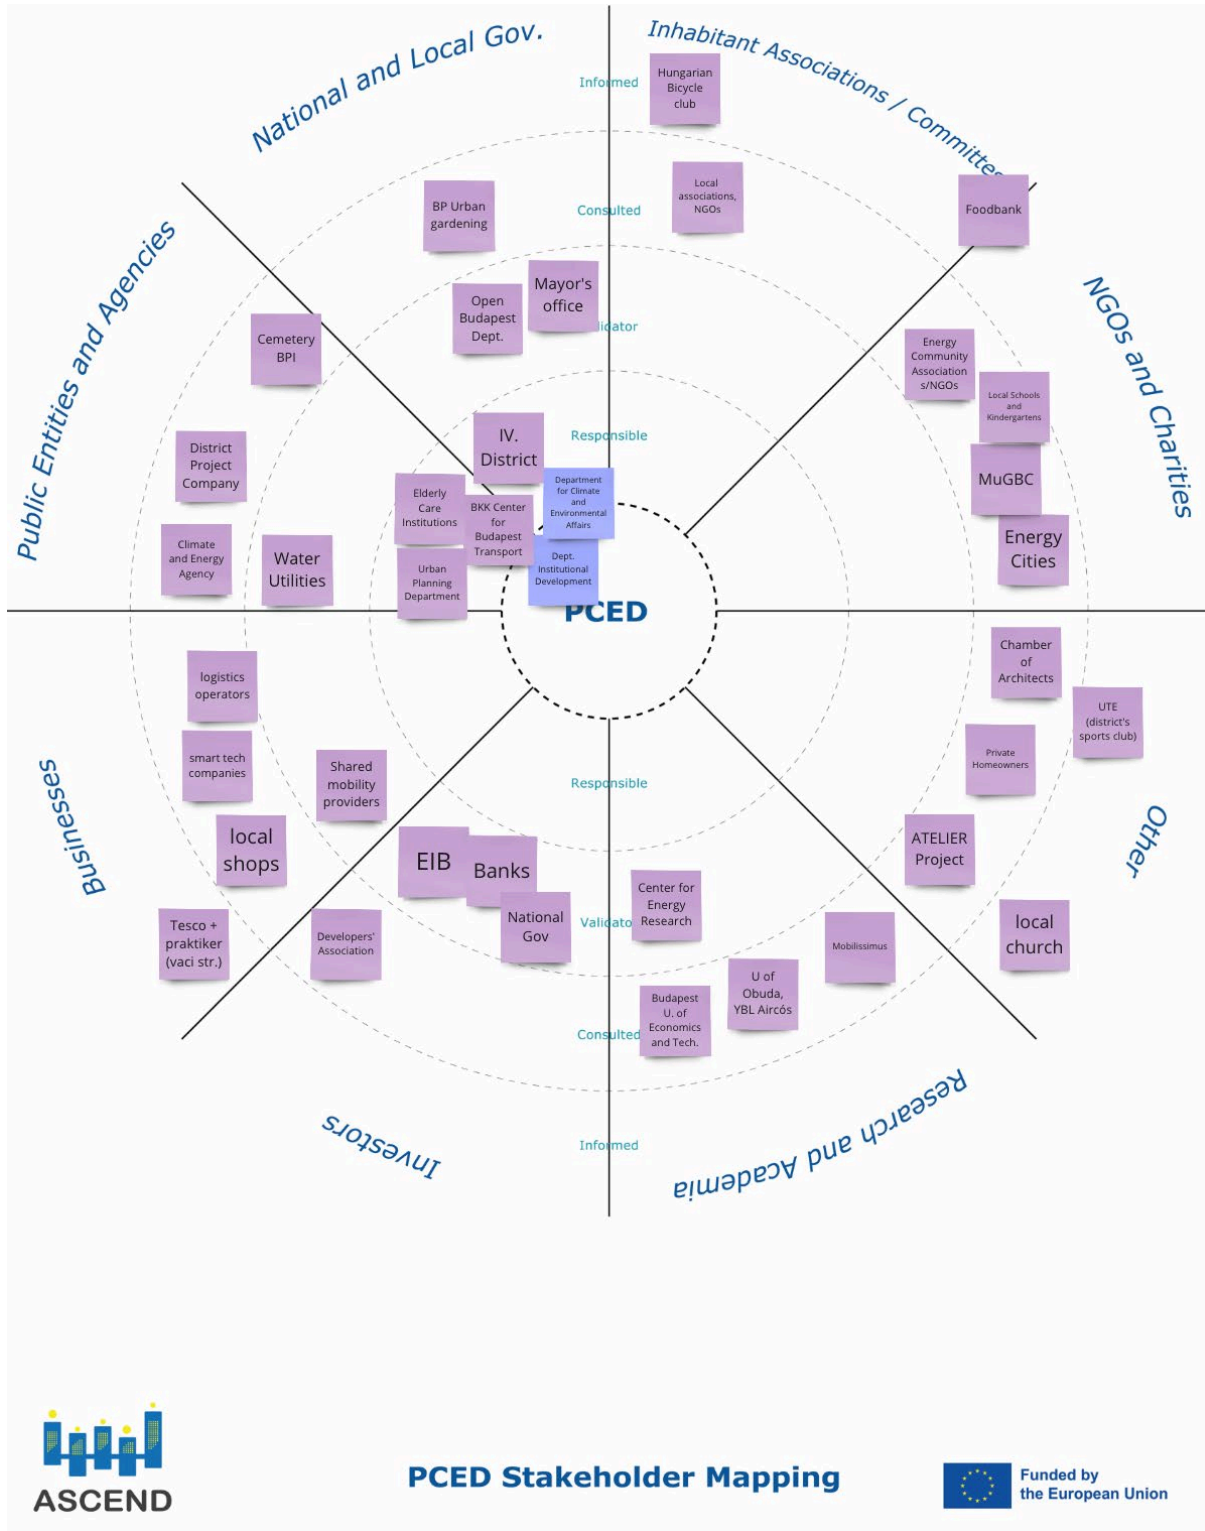 National and Local Gov.
Inhabitant Associations / Committees
Public Entities and Agencies
NGOs and Charities
Businesses
Other
Investors
Research and Academia
Informed
Hungarian
Bicycle
club
Consulted
Local
associations,
NGOs
BP Urban
gardening
Foodbank
Mayor's
office
Open
Budapest
Dept.
lidator
Cemetery
BPI
Energy
Community
Association
s/NGOs
Local Schools
and
Kindergartens
District
Project
Company
IV.
District
Responsible
MuGBC
Elderly
Care
Institutions
BKK Center
for
Budapest
Transport
Department
for Climate
and
Environmental
Affairs
Climate
and Energy
Agency
Water
Utilities
Urban
Planning
Department
Dept.
Institutional
Development
Energy
Cities
PCED
logistics
operators
Chamber
of
Architects
UTE
(district's
sports club)
smart tech
companies
Shared
mobility
providers
Responsible
Private
Homeowners
local
shops
EIB
Banks
ATELIER
Project
Tesco +
praktiker
(vaci str.)
Developers'
Association
National
Gov
Validato
Center for
Energy
Research
Mobilissimus
local
church
Consulted
Budapest
U. of
Economics
and Tech.
U of
Obuda,
YBL Aircós
Informed
ASCEND
PCED Stakeholder Mapping
Funded by
the European Union